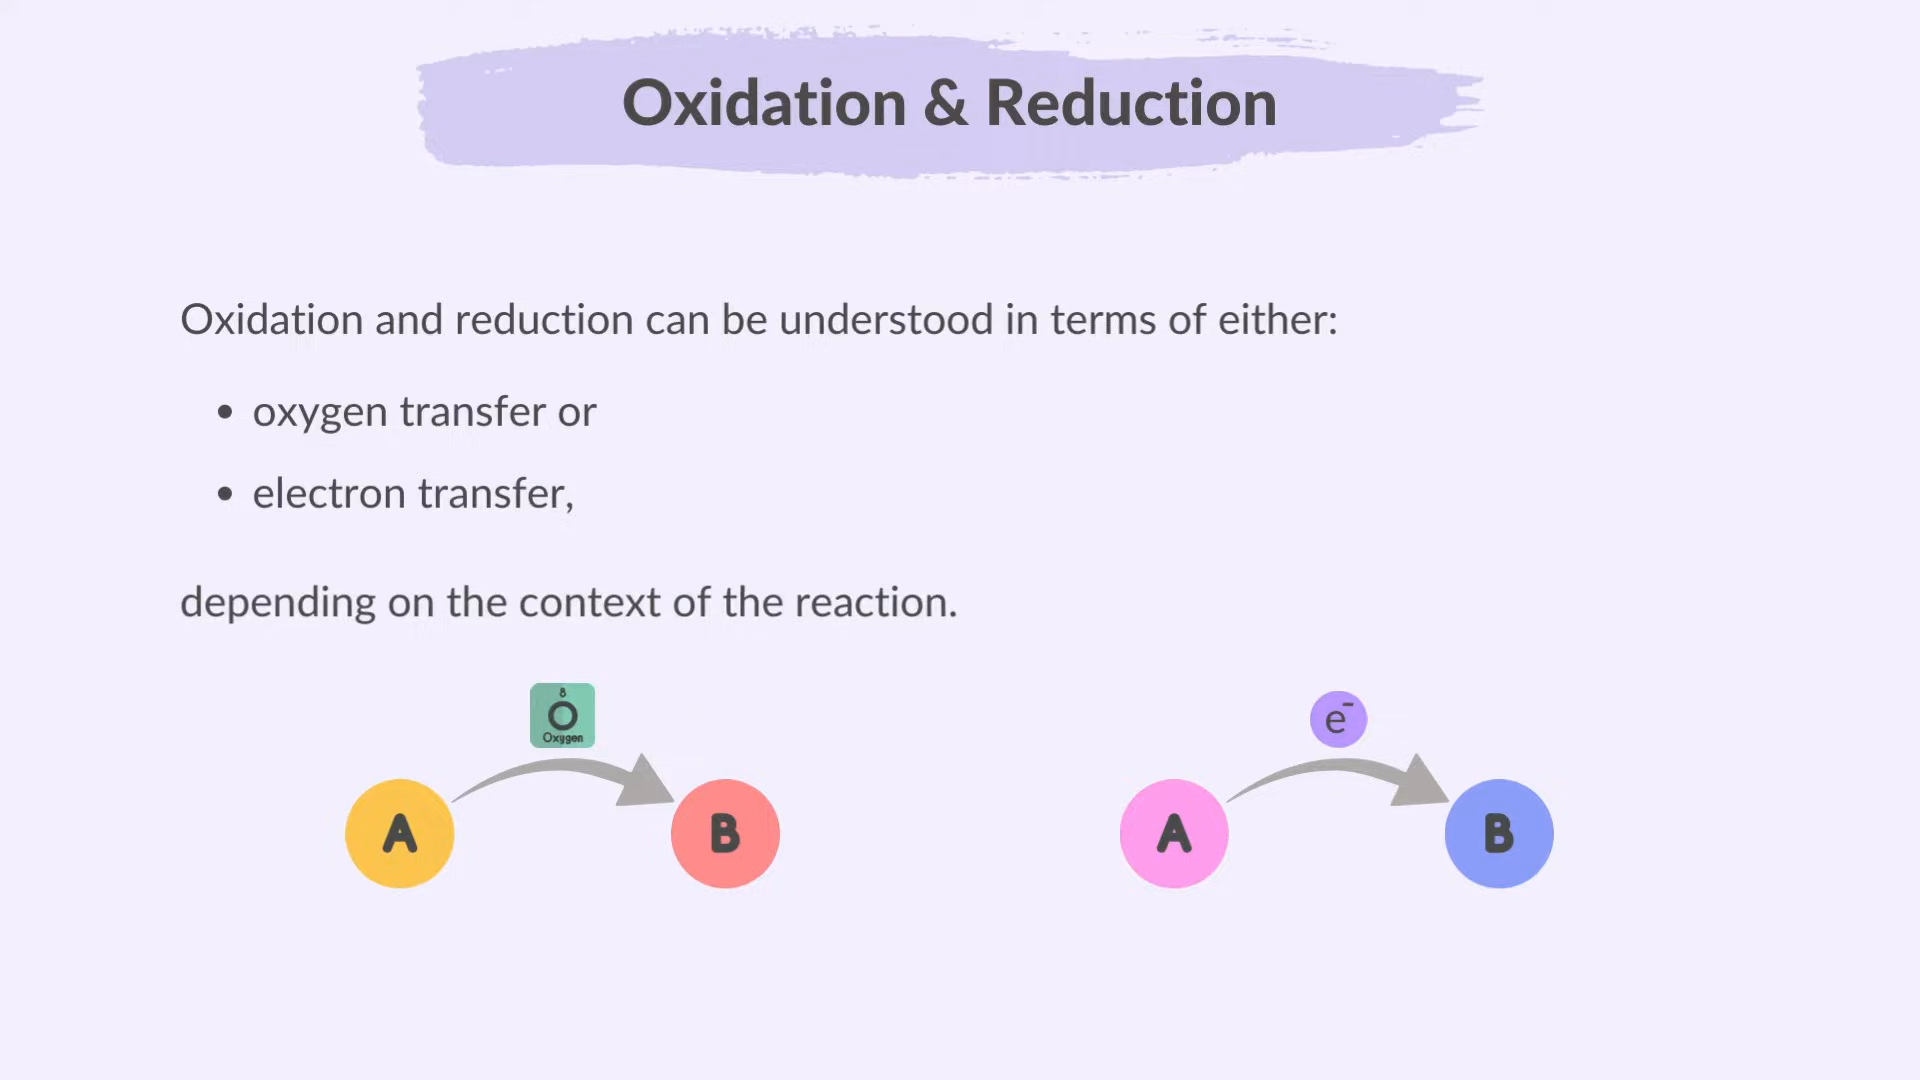 Oxidation & Reduction
Oxidation and reduction can be understood in terms of either:
• oxygen transfer or
• electron transfer,
depending on the context of the reaction.
8
O
Oxygen
A
B
e⁻
A
B